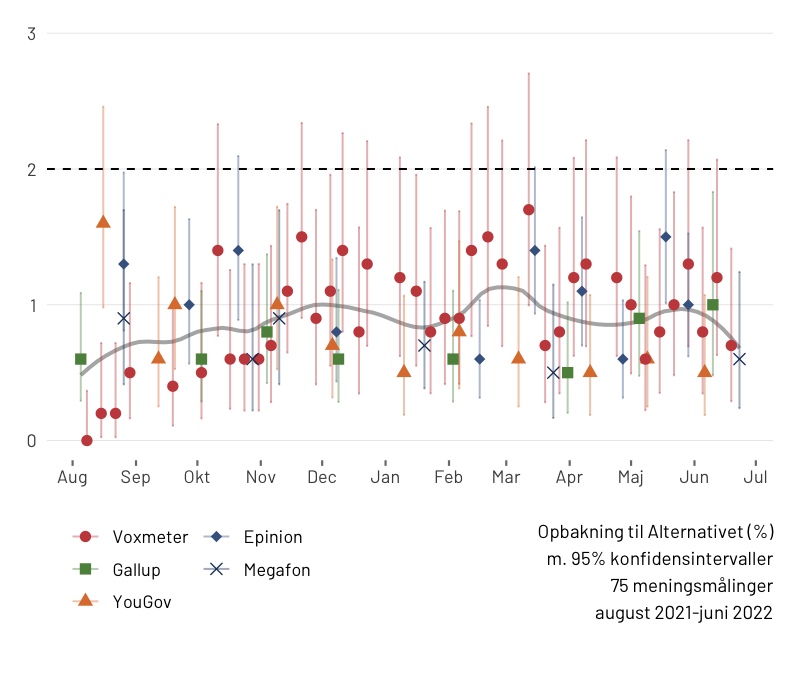 3
2
1
0
Aug Sep Okt Nov Dec Jan Feb Mar Apr Maj Jun Jul
Voxmeter Epinion
Gallup Megafon
YouGov
Opbakning til Alternativet (%)
m. 95% konfidensintervaller
75 meningsmålinger
august 2021-juni 2022